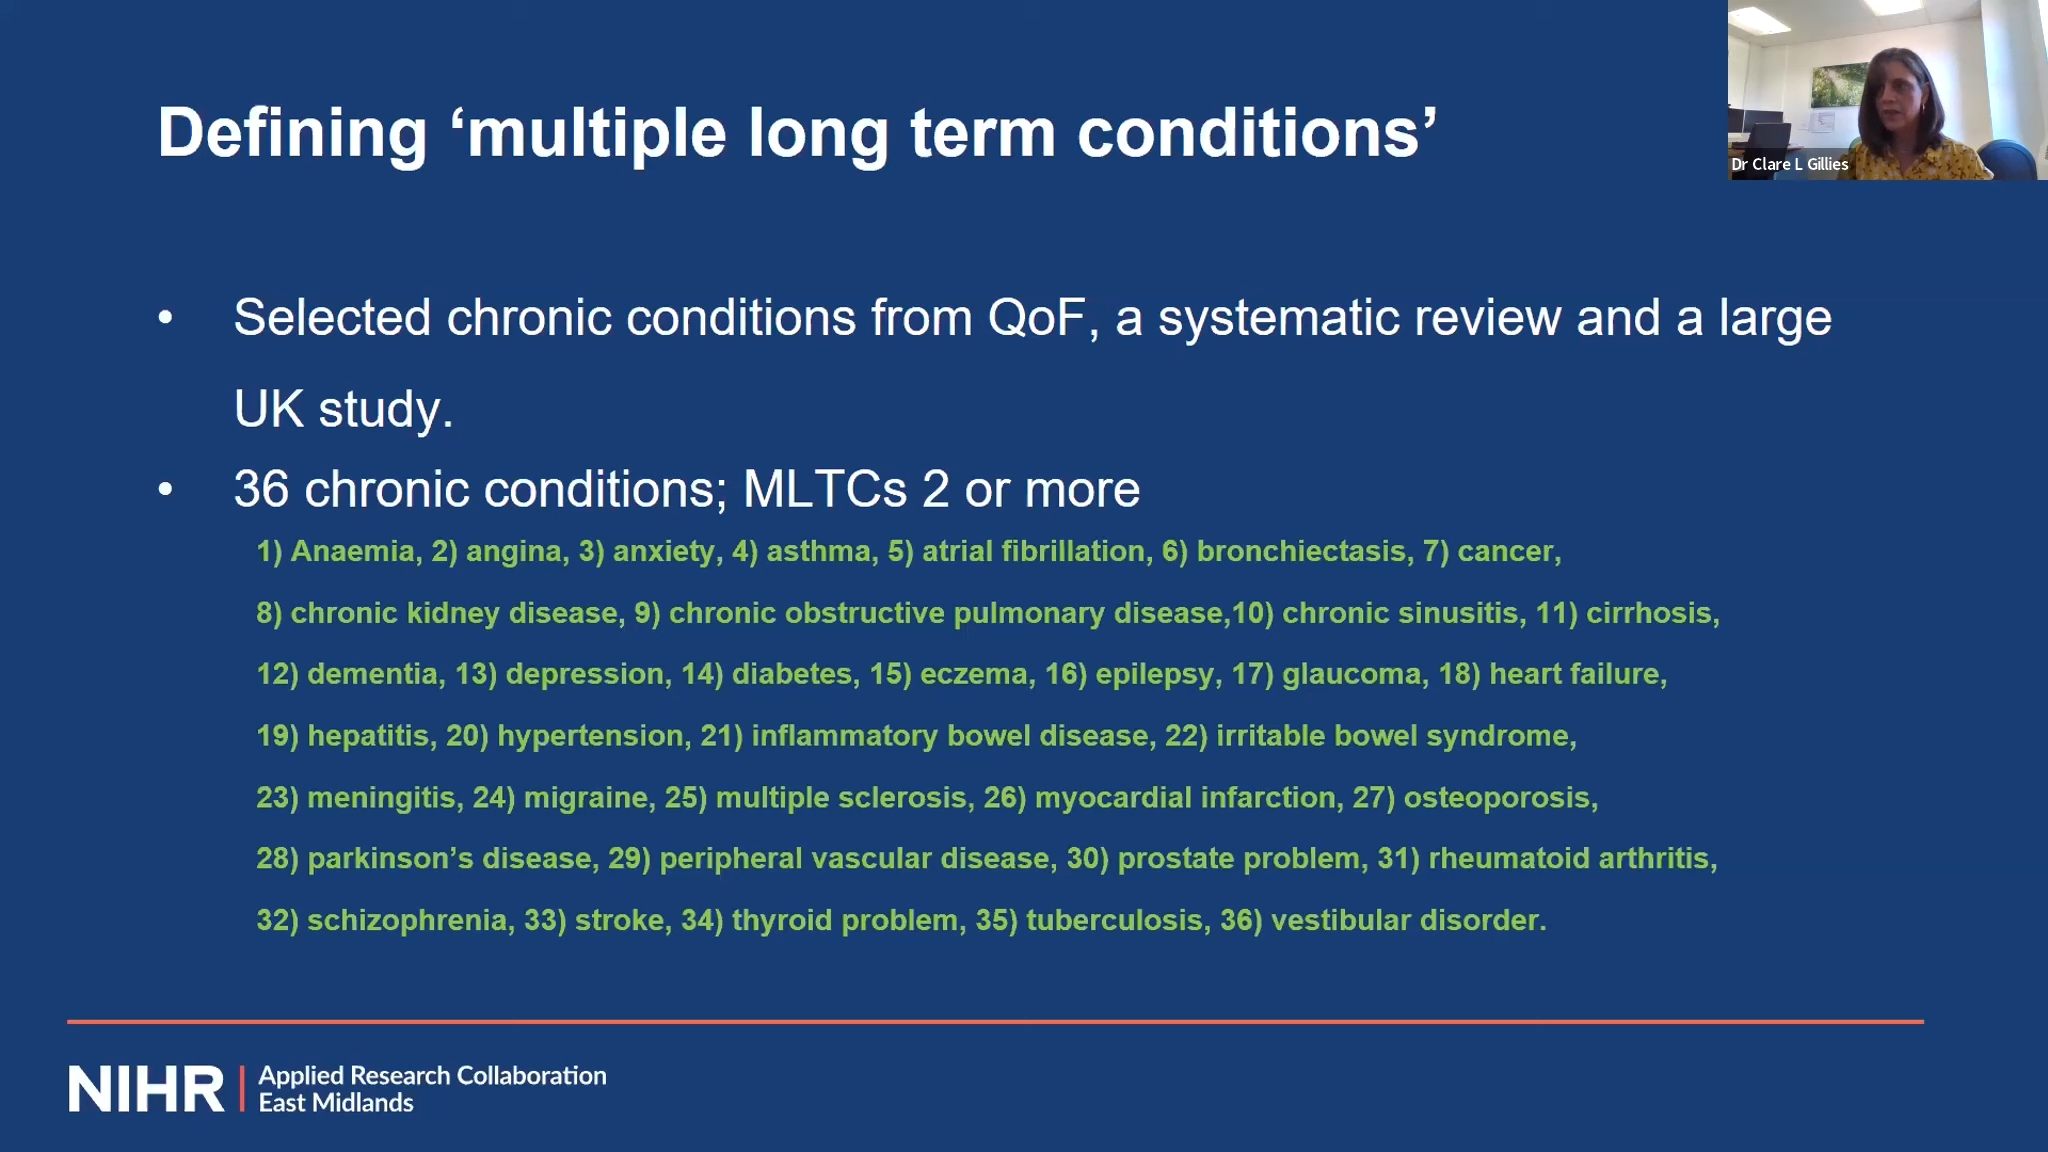 Defining ‘multiple long term conditions’
Dr Clare L Gillies
• Selected chronic conditions from QoF, a systematic review and a large
UK study.
• 36 chronic conditions; MLTCs 2 or more
1) Anaemia, 2) angina, 3) anxiety, 4) asthma, 5) atrial fibrillation, 6) bronchiectasis, 7) cancer,
8) chronic kidney disease, 9) chronic obstructive pulmonary disease,10) chronic sinusitis, 11) cirrhosis,
12) dementia, 13) depression, 14) diabetes, 15) eczema, 16) epilepsy, 17) glaucoma, 18) heart failure,
19) hepatitis, 20) hypertension, 21) inflammatory bowel disease, 22) irritable bowel syndrome,
23) meningitis, 24) migraine, 25) multiple sclerosis, 26) myocardial infarction, 27) osteoporosis,
28) parkinson’s disease, 29) peripheral vascular disease, 30) prostate problem, 31) rheumatoid arthritis,
32) schizophrenia, 33) stroke, 34) thyroid problem, 35) tuberculosis, 36) vestibular disorder.
NIHR | Applied Research Collaboration
East Midlands